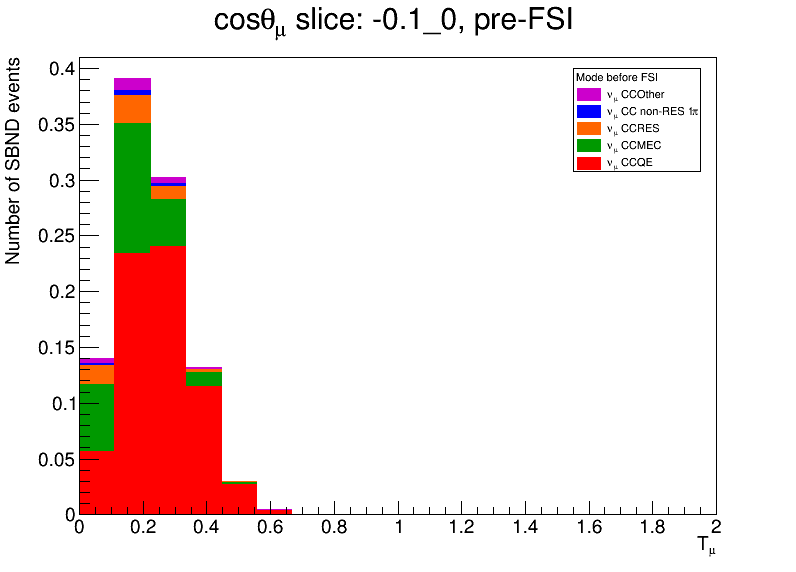 cosθμ slice: -0.1_0, pre-FSI
Number of SBND events
0.4
0.35
0.3
0.25
0.2
0.15
0.1
0.05
0
Mode before FSI
νμ CCOther
νμ CC non-RES 1π
νμ CCRES
νμ CCMEC
νμ CCQE
0 0.2 0.4 0.6 0.8 1 1.2 1.4 1.6 1.8 2
Tμ